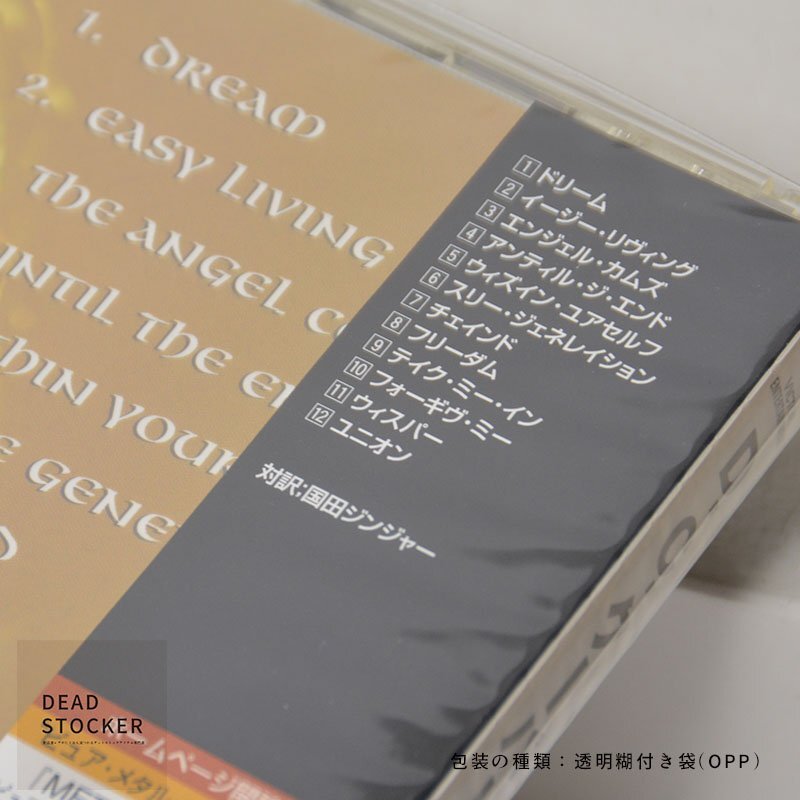 1. DREAM
2. EASY LIVING
THE ANGEL
UNTIL THE
GENE
1 ドリーム
2 イージー・リヴィング
3 エンジェル・カムズ
4 アンティル・ジ・エンド
5 ウィズイン・ユアセルフ
6 スリー・ジェネレイション
7 チェインド
8 フリーダム
9 テイク・ミー・イン
10 フォーギヴ・ミー
11 ウィスパー
12 ユニオン
対訳;国田ジンジャー
DEAD
STOCKER
包装の種類：透明糊付き袋(OPP)